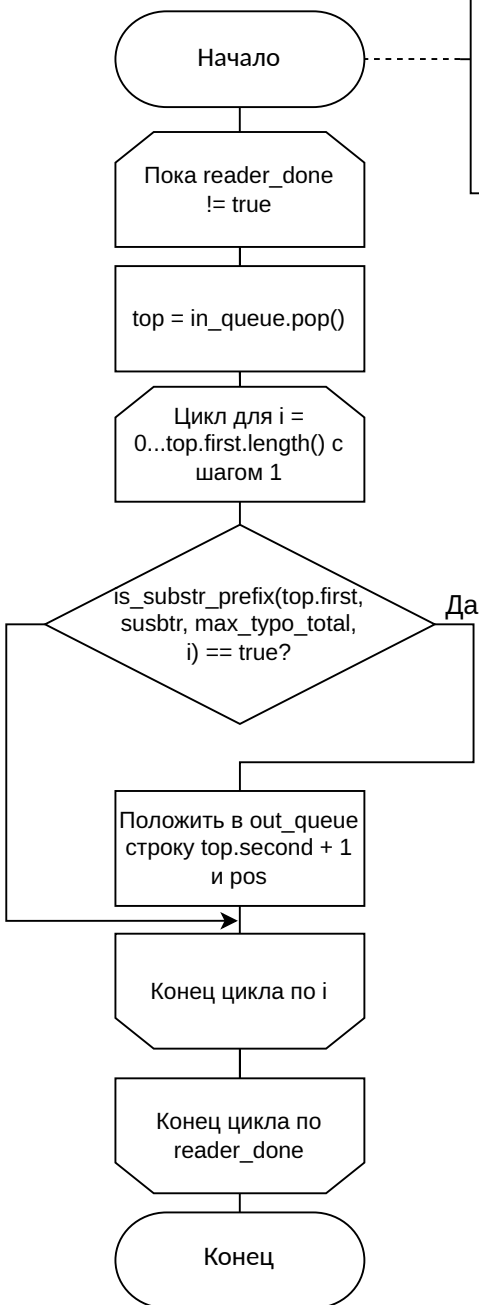 Начало
Пока reader_done
!= true
top = in_queue.pop()
Цикл для i =
0...top.first.length() с
шагом 1
is_substr_prefix(top.first,
susbtr, max_typo_total,
i) == true?
Да
Положить в out_queue
строку top.second + 1
и pos
Конец цикла по i
Конец цикла по
reader_done
Конец